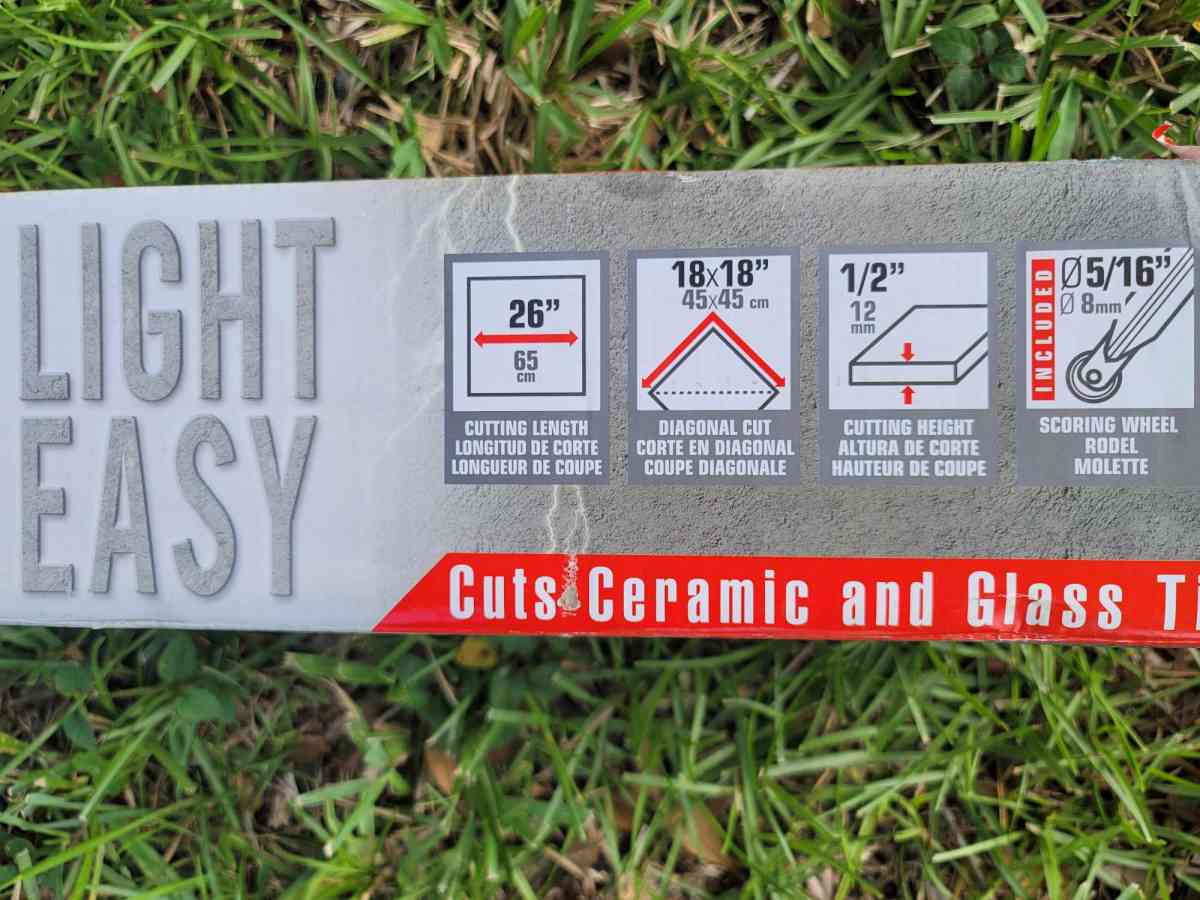 LIGHT
EASY
26”
65
cm
CUTTING LENGTH
LONGITUD DE CORTE
LONGUEUR DE COUPE
18x18”
45x45 cm
DIAGONAL CUT
CORTE EN DIAGONAL
COUPE DIAGONALE
1/2”
12
mm
CUTTING HEIGHT
ALTURA DE CORTE
HAUTEUR DE COUPE
INCLUDED
Ø 5/16”
Ø 8mm
SCORING WHEEL
RODEL
MOLETTE
Cuts Ceramic and Glass